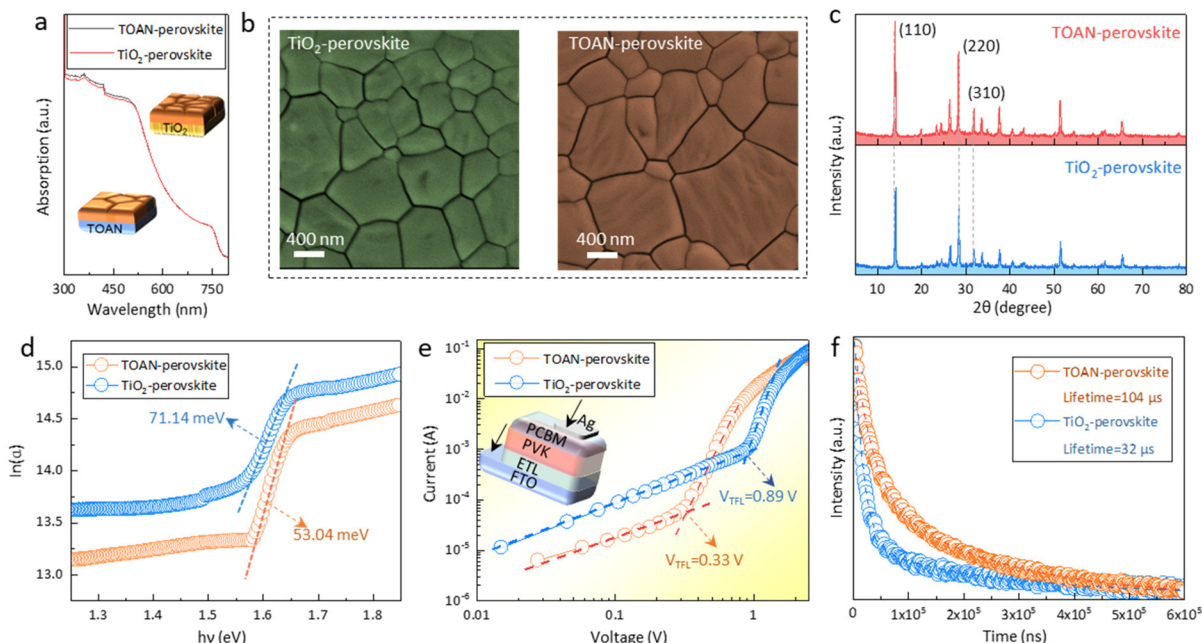 a
TOAN-perovskite
TiO₂-perovskite
Absorption (a.u.)
TiO₂
TOAN
300 450 600 750
Wavelength (nm)
b
TiO₂-perovskite
400 nm
TOAN-perovskite
400 nm
c
(110)
(220)
(310)
TOAN-perovskite
TiO₂-perovskite
Intensity (a.u.)
10 20 30 40 50 60 70 80
2θ (degree)
d
TOAN-perovskite
TiO₂-perovskite
15.0
14.5
14.0
13.5
13.0
ln(α)
71.14 meV
53.04 meV
1.3 1.4 1.5 1.6 1.7 1.8
hν (eV)
e
TOAN-perovskite
TiO₂-perovskite
10⁻¹
10⁻²
10⁻³
10⁻⁴
10⁻⁵
10⁻⁶
Current (A)
Ag
PCBM
PVK
ETL
FTO
V_TFL=0.89 V
V_TFL=0.33 V
0.01 0.1 1
Voltage (V)
f
TOAN-perovskite
Lifetime=104 μs
TiO₂-perovskite
Lifetime=32 μs
Intensity (a.u.)
0 1x10⁵ 2x10⁵ 3x10⁵ 4x10⁵ 5x10⁵ 6x10⁵
Time (ns)